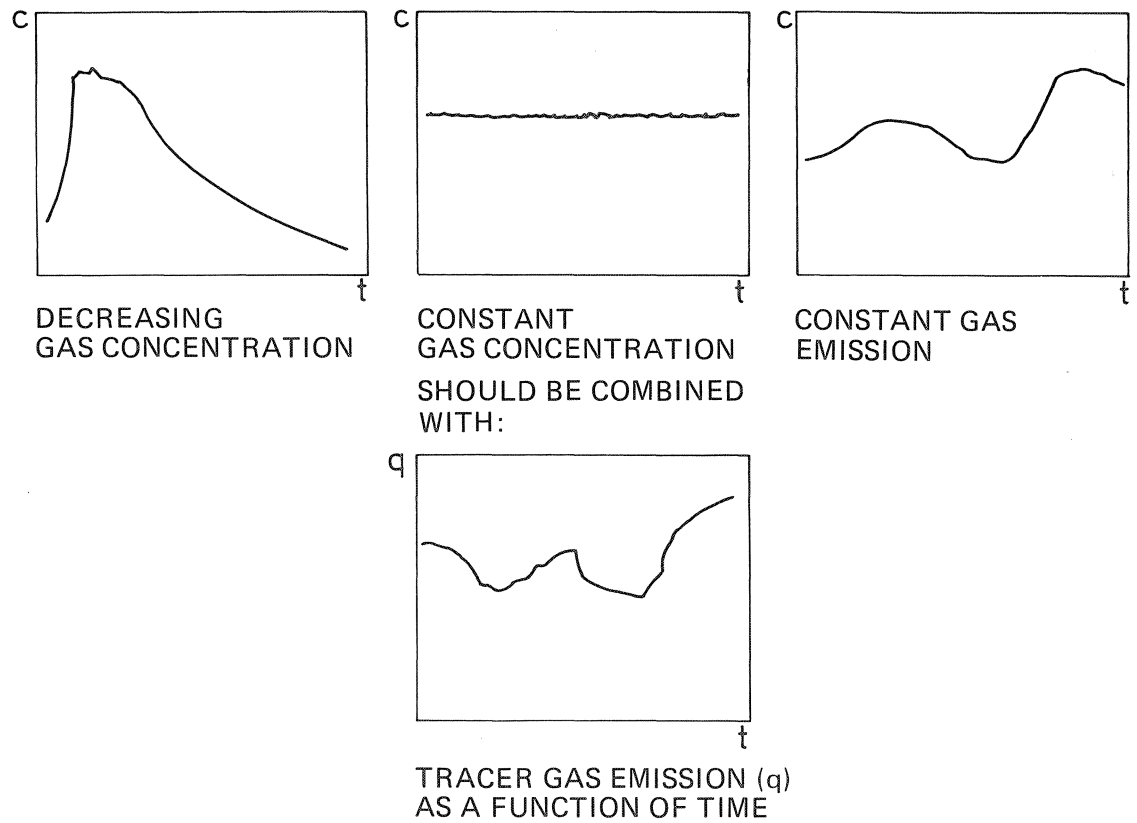 c
t
DECREASING
GAS CONCENTRATION
c
t
CONSTANT
GAS CONCENTRATION
SHOULD BE COMBINED
WITH:
c
t
CONSTANT GAS
EMISSION
q
t
TRACER GAS EMISSION (q)
AS A FUNCTION OF TIME